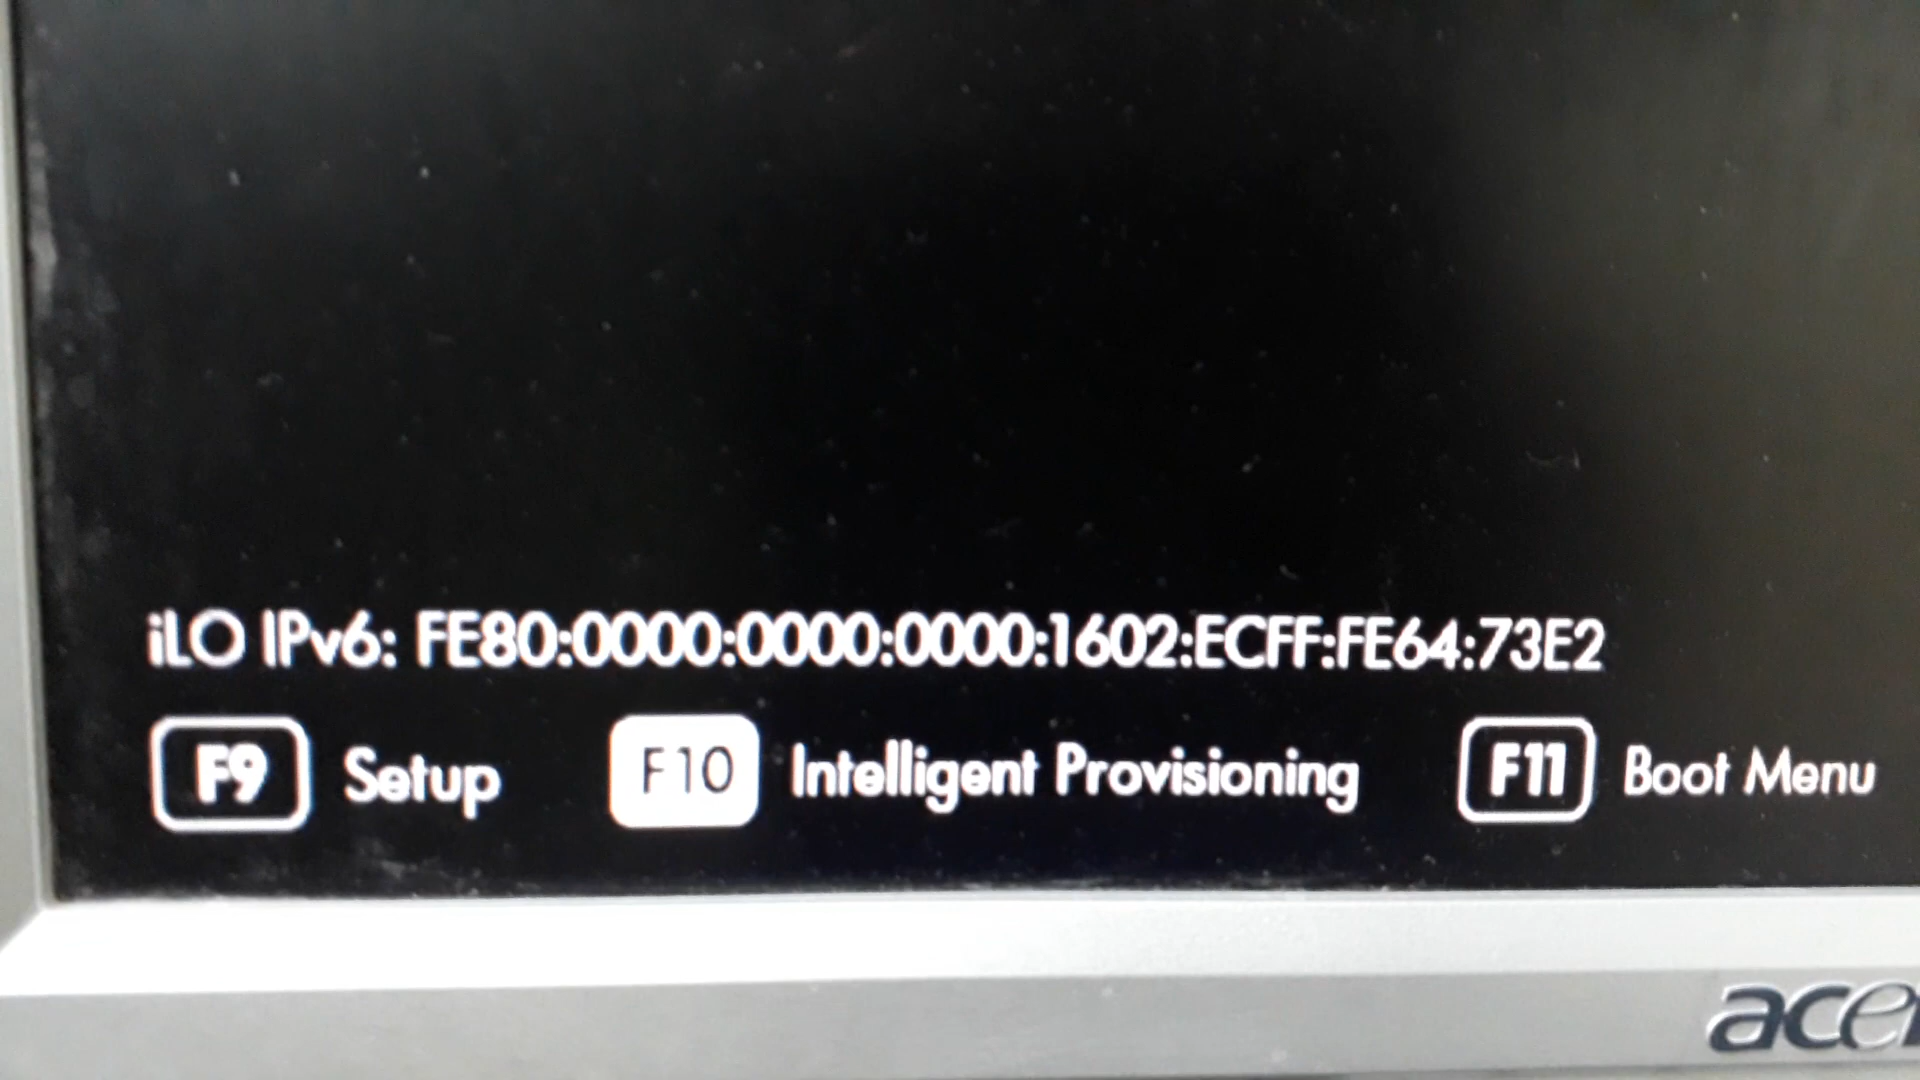 iLO IPv6: FE80:0000:0000:0000:1602:ECFF:FE64:73E2
F9 Setup F10 Intelligent Provisioning F11 Boot Menu
acer